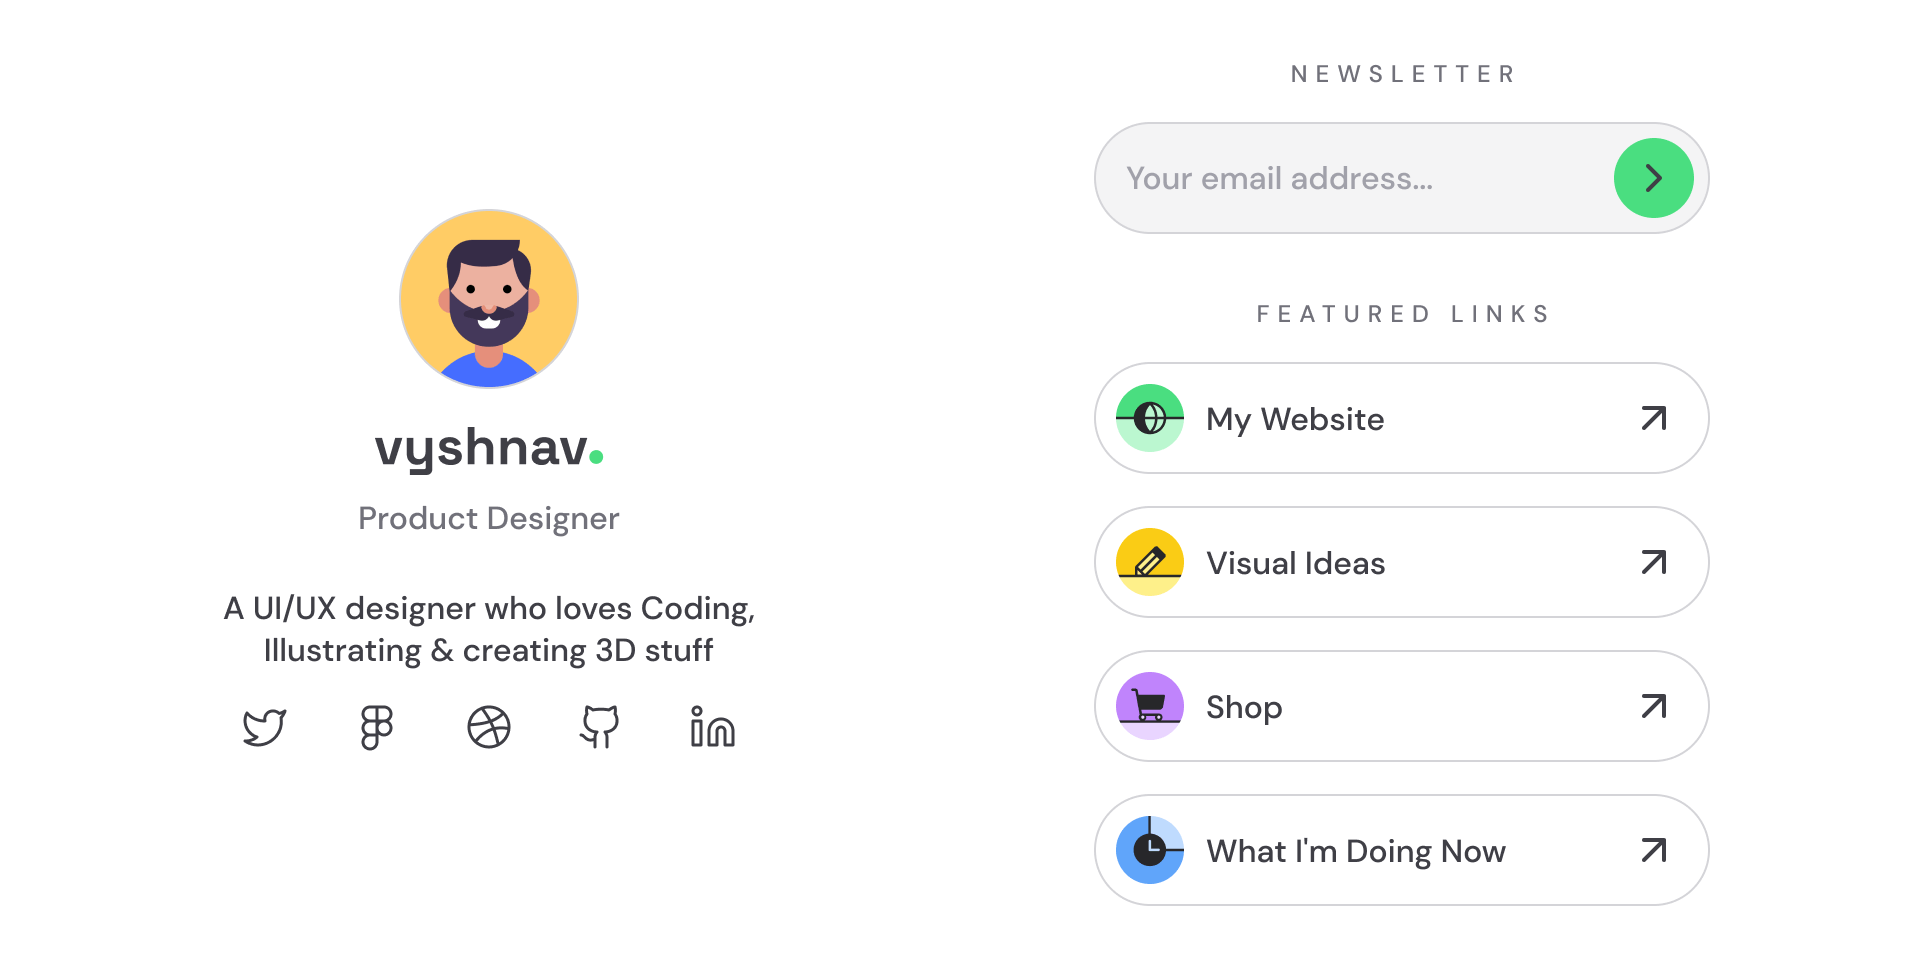 vyshnav.
Product Designer
A UI/UX designer who loves Coding,
Illustrating & creating 3D stuff
NEWSLETTER
Your email address...
FEATURED LINKS
My Website
Visual Ideas
Shop
What I'm Doing Now